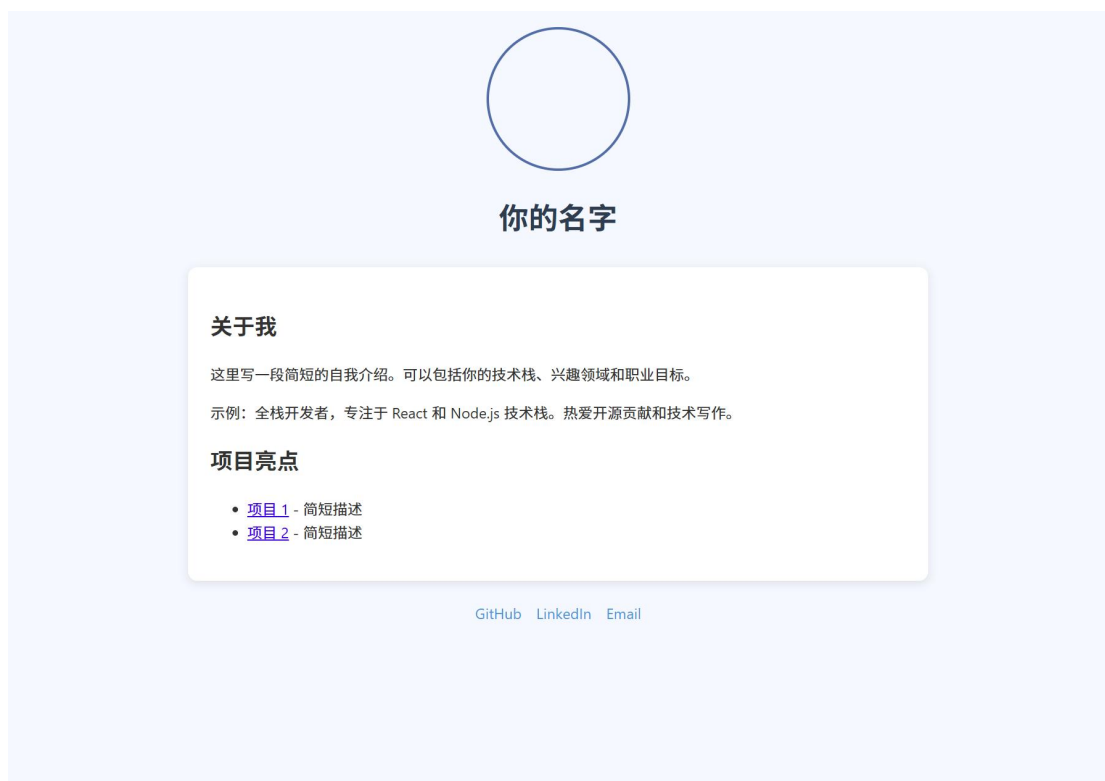 你的名字
关于我
这里写一段简短的自我介绍。可以包括你的技术栈、兴趣领域和职业目标。
示例：全栈开发者，专注于 React 和 Node.js 技术栈。热爱开源贡献和技术写作。
项目亮点
• 项目 1 - 简短描述
• 项目 2 - 简短描述
GitHub LinkedIn Email